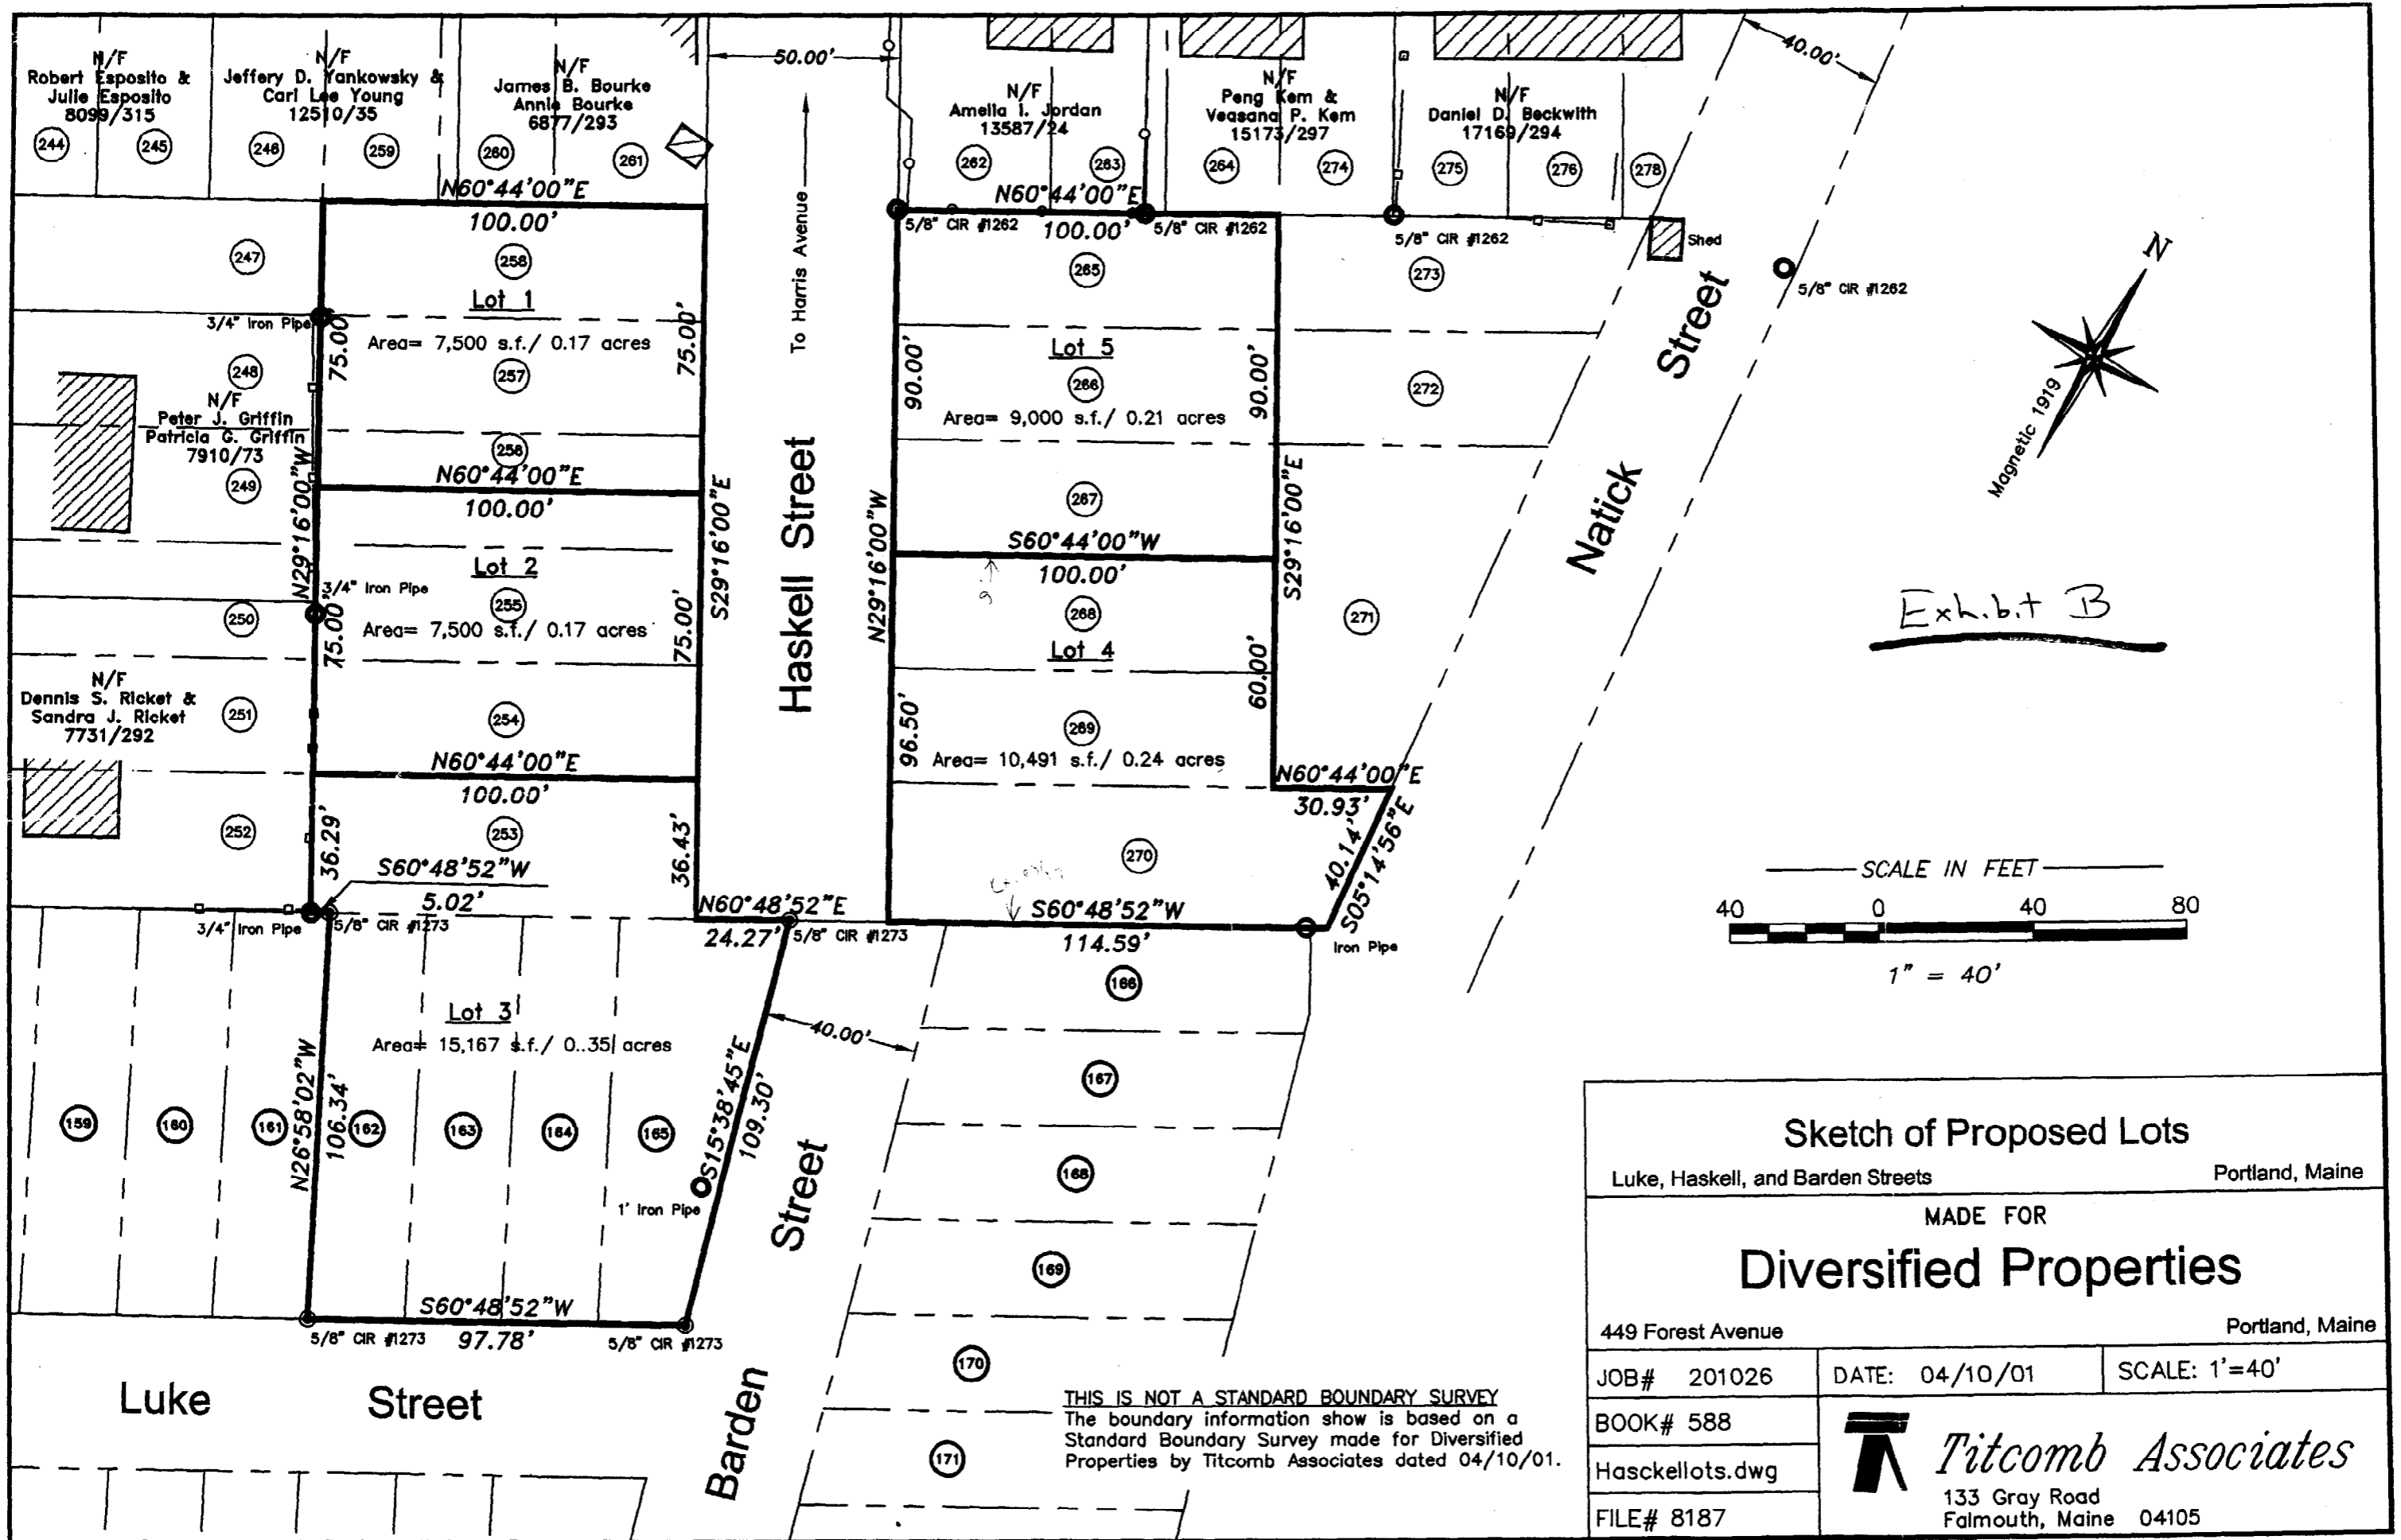 N/F
Robert Esposito &
Julie Esposito
8099/315
244
245
N/F
Jeffery D. Yankowsky &
Carl Lee Young
12510/35
246
259
N/F
James B. Bourke
Annie Bourke
6877/293
260
261
50.00'
N/F
Amelia I. Jordan
13587/24
262
263
N/F
Peng Kem &
Veasana P. Kem
15173/297
264
274
N/F
Daniel D. Beckwith
17169/294
275
276
278
40.00'
N60°44'00"E
100.00'
N60°44'00"E
100.00'
5/8" CIR #1262
5/8" CIR #1262
5/8" CIR #1262
Shed
5/8" CIR #1262
To Harris Avenue
247
258
Lot 1
3/4" Iron Pipe
75.00'
Area= 7,500 s.f./ 0.17 acres
75.00'
257
258
248
N/F
Peter J. Griffin
Patricia G. Griffin
7910/73
249
N29°16'00"W
N60°44'00"E
100.00'
S29°16'00"E
265
Lot 5
90.00'
266
90.00'
Area= 9,000 s.f./ 0.21 acres
267
273
272
Natick Street
N
Magnetic 1919
Haskell Street
N29°16'00"W
S60°44'00"W
100.00'
S29°16'00"E
Lot 2
3/4" Iron Pipe
255
250
75.00'
Area= 7,500 s.f./ 0.17 acres
75.00'
268
Lot 4
271
60.00'
Exhibit B
N/F
Dennis S. Ricket &
Sandra J. Ricket
7731/292
251
254
269
96.50'
Area= 10,491 s.f./ 0.24 acres
N60°44'00"E
100.00'
N60°44'00"E
30.93'
252
36.29'
253
36.43'
270
40.14'
S05°14'56"E
S60°48'52"W
5.02'
N60°48'52"E
24.27'
S60°48'52"W
114.59'
3/4" Iron Pipe
5/8" CIR #1273
5/8" CIR #1273
Iron Pipe
SCALE IN FEET
40 0 40 80
1" = 40'
Lot 3
Area= 15,167 s.f./ 0..35 acres
40.00'
N26°58'02"W
106.34'
S15°38'45"E
109.30'
159
160
161
162
163
164
165
1' Iron Pipe
166
167
168
169
170
171
S60°48'52"W
97.78'
5/8" CIR #1273
5/8" CIR #1273
Luke Street
Barden Street
THIS IS NOT A STANDARD BOUNDARY SURVEY
The boundary information show is based on a
Standard Boundary Survey made for Diversified
Properties by Titcomb Associates dated 04/10/01.
Sketch of Proposed Lots
Luke, Haskell, and Barden Streets Portland, Maine
MADE FOR
Diversified Properties
449 Forest Avenue Portland, Maine
JOB# 201026
DATE: 04/10/01
SCALE: 1'=40'
BOOK# 588
Hasckellots.dwg
FILE# 8187
Titcomb Associates
133 Gray Road
Falmouth, Maine 04105